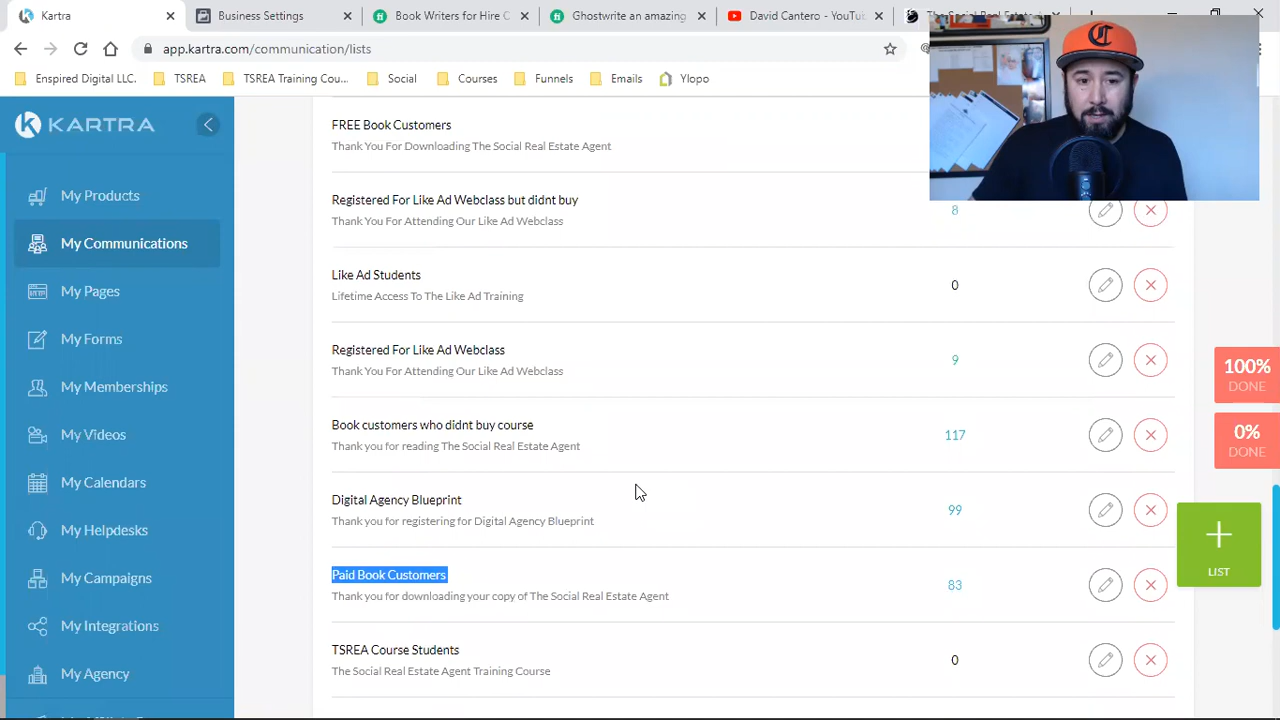 Kartra
Business Settings
Book Writers for Hire C
Ghostwrite an amazing
David Cantero - YouTu
app.kartra.com/communication/lists
Enspired Digital LLC.
TSREA
TSREA Training Cou...
Social
Courses
Funnels
Emails
Ylopo
KARTRA
My Products
My Communications
My Pages
My Forms
My Memberships
My Videos
My Calendars
My Helpdesks
My Campaigns
My Integrations
My Agency
FREE Book Customers
Thank You For Downloading The Social Real Estate Agent
Registered For Like Ad Webclass but didnt buy
8
Thank You For Attending Our Like Ad Webclass
Like Ad Students
0
Lifetime Access To The Like Ad Training
Registered For Like Ad Webclass
9
Thank You For Attending Our Like Ad Webclass
Book customers who didnt buy course
117
Thank you for reading The Social Real Estate Agent
Digital Agency Blueprint
99
Thank you for registering for Digital Agency Blueprint
Paid Book Customers
83
Thank you for downloading your copy of The Social Real Estate Agent
TSREA Course Students
0
The Social Real Estate Agent Training Course
100%
DONE
0%
DONE
LIST